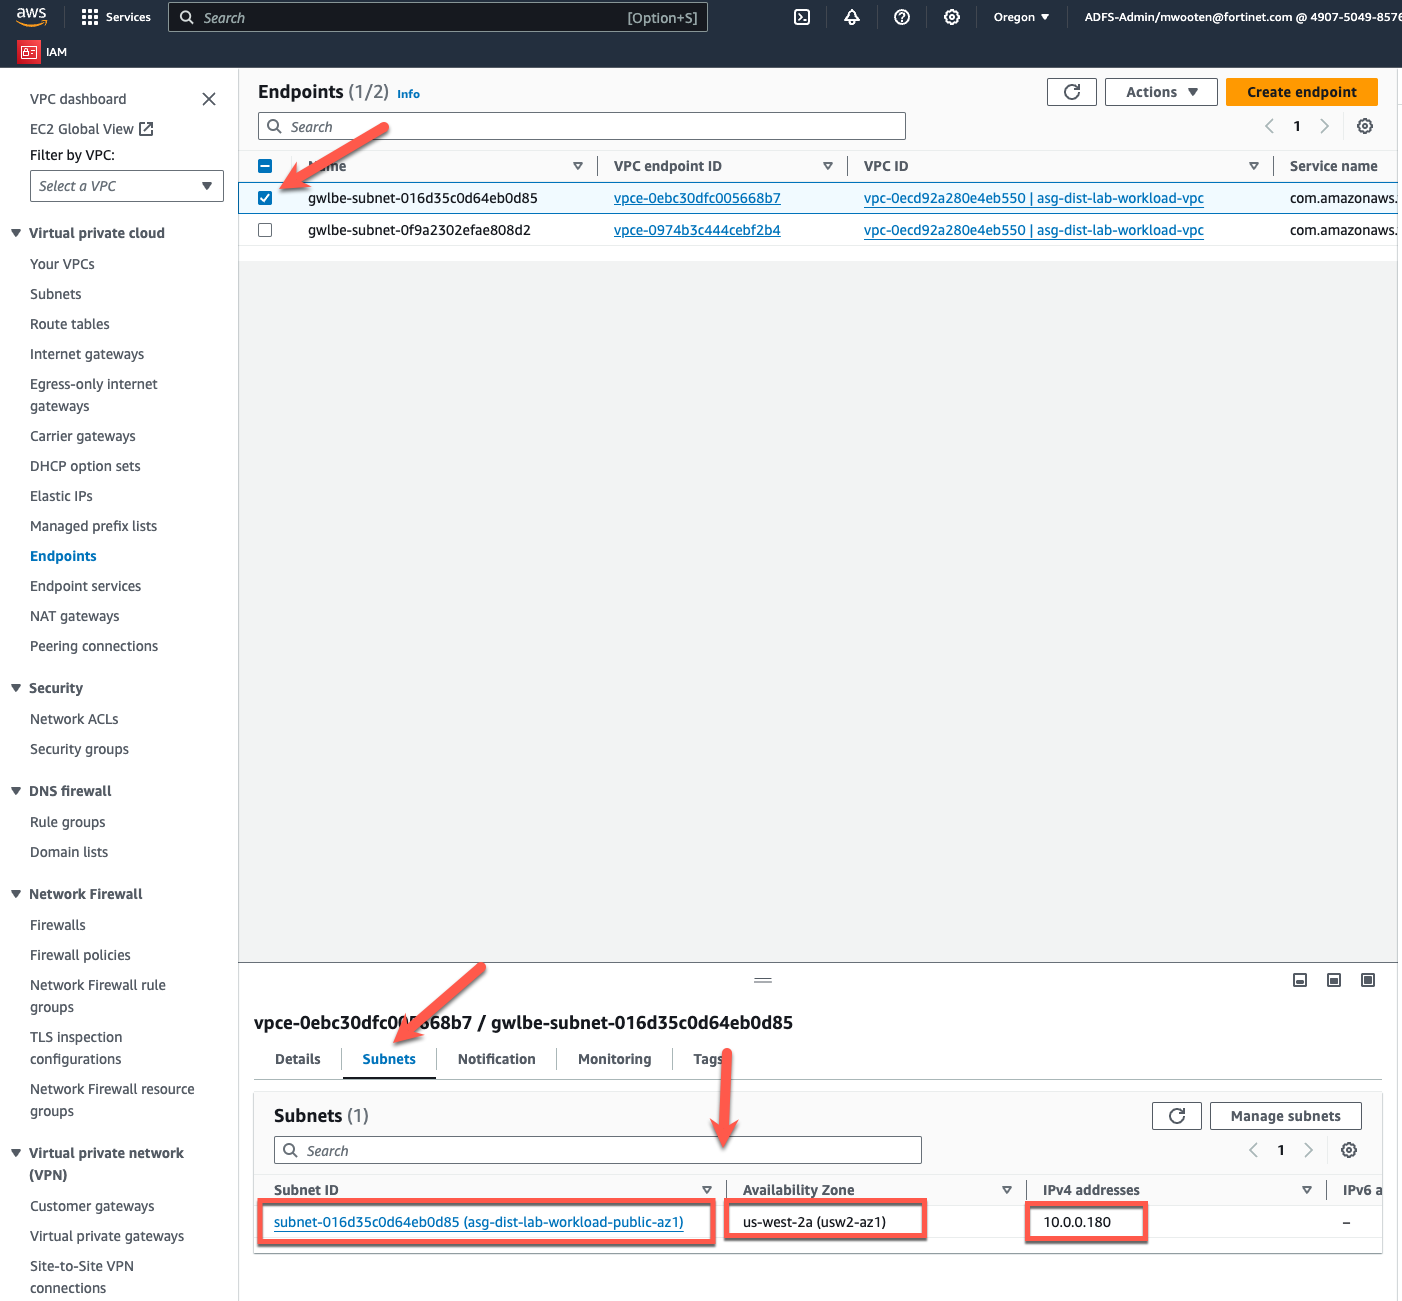 aws
Services
Search
[Option+S]
Oregon
ADFS-Admin/mwooten@fortinet.com @ 4907-5049-8576
IAM
VPC dashboard
EC2 Global View
Filter by VPC:
Select a VPC
Virtual private cloud
Your VPCs
Subnets
Route tables
Internet gateways
Egress-only internet
gateways
Carrier gateways
DHCP option sets
Elastic IPs
Managed prefix lists
Endpoints
Endpoint services
NAT gateways
Peering connections
Security
Network ACLs
Security groups
DNS firewall
Rule groups
Domain lists
Network Firewall
Firewalls
Firewall policies
Network Firewall rule
groups
TLS inspection
configurations
Network Firewall resource
groups
Virtual private network
(VPN)
Customer gateways
Virtual private gateways
Site-to-Site VPN
connections
Endpoints (1/2) Info
Actions
Create endpoint
Search
1
Name VPC endpoint ID VPC ID Service name
gwlbe-subnet-016d35c0d64eb0d85 vpce-0ebc30dfc005668b7 vpc-0ecd92a280e4eb550 | asg-dist-lab-workload-vpc com.amazonaws.
gwlbe-subnet-0f9a2302efae808d2 vpce-0974b3c444cebf2b4 vpc-0ecd92a280e4eb550 | asg-dist-lab-workload-vpc com.amazonaws.
vpce-0ebc30dfc005668b7 / gwlbe-subnet-016d35c0d64eb0d85
Details Subnets Notification Monitoring Tags
Subnets (1)
Manage subnets
Search
1
Subnet ID Availability Zone IPv4 addresses IPv6 a
subnet-016d35c0d64eb0d85 (asg-dist-lab-workload-public-az1) us-west-2a (usw2-az1) 10.0.0.180 –